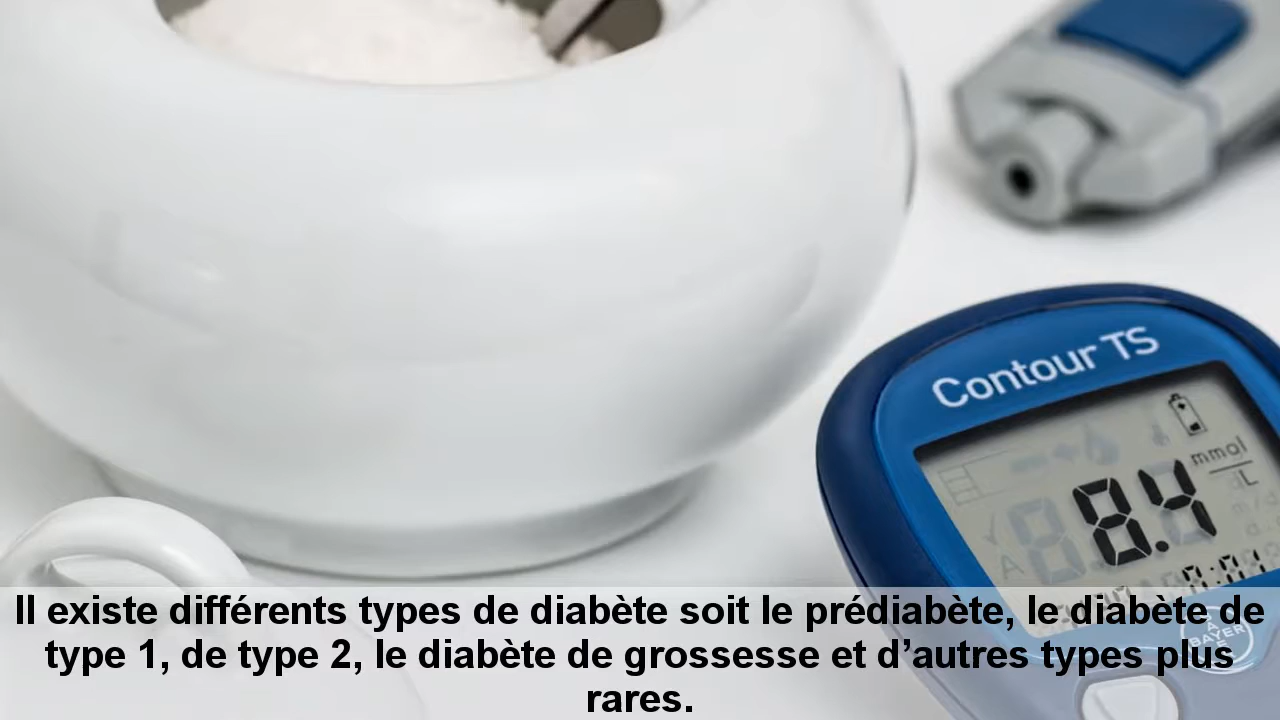 Contour TS
mmol
L
8.4
Il existe différents types de diabète soit le prédiabète, le diabète de
BAYER
type 1, de type 2, le diabète de grossesse et d’autres types plus
rares.